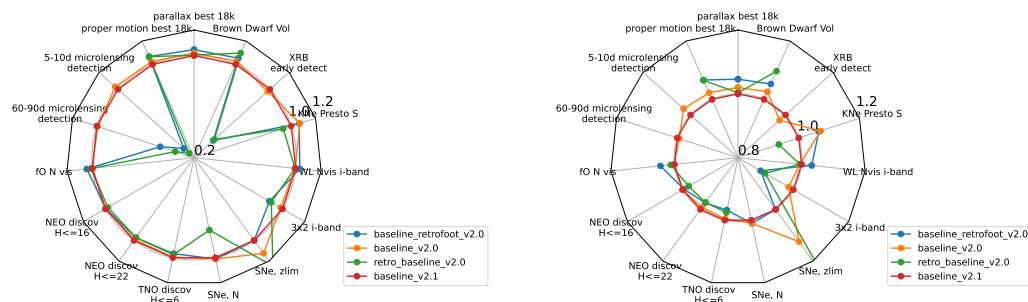 parallax best 18k
proper motion best 18k
Brown Dwarf Vol
5-10d microlensing
detection
XRB
early detect
60-90d microlensing
detection
KNe Presto S
fO N vis
WL Nvis i-band
NEO discov
H<=16
3x2 i-band
NEO discov
H<=22
SNe, zlim
TNO discov
H<=6
SNe, N
0.2
1.0
1.2
baseline_retrofoot_v2.0
baseline_v2.0
retro_baseline_v2.0
baseline_v2.1
parallax best 18k
proper motion best 18k
Brown Dwarf Vol
5-10d microlensing
detection
XRB
early detect
60-90d microlensing
detection
KNe Presto S
fO N vis
WL Nvis i-band
NEO discov
H<=16
3x2 i-band
NEO discov
H<=22
SNe, zlim
TNO discov
H<=6
SNe, N
0.8
1.0
1.2
baseline_retrofoot_v2.0
baseline_v2.0
retro_baseline_v2.0
baseline_v2.1